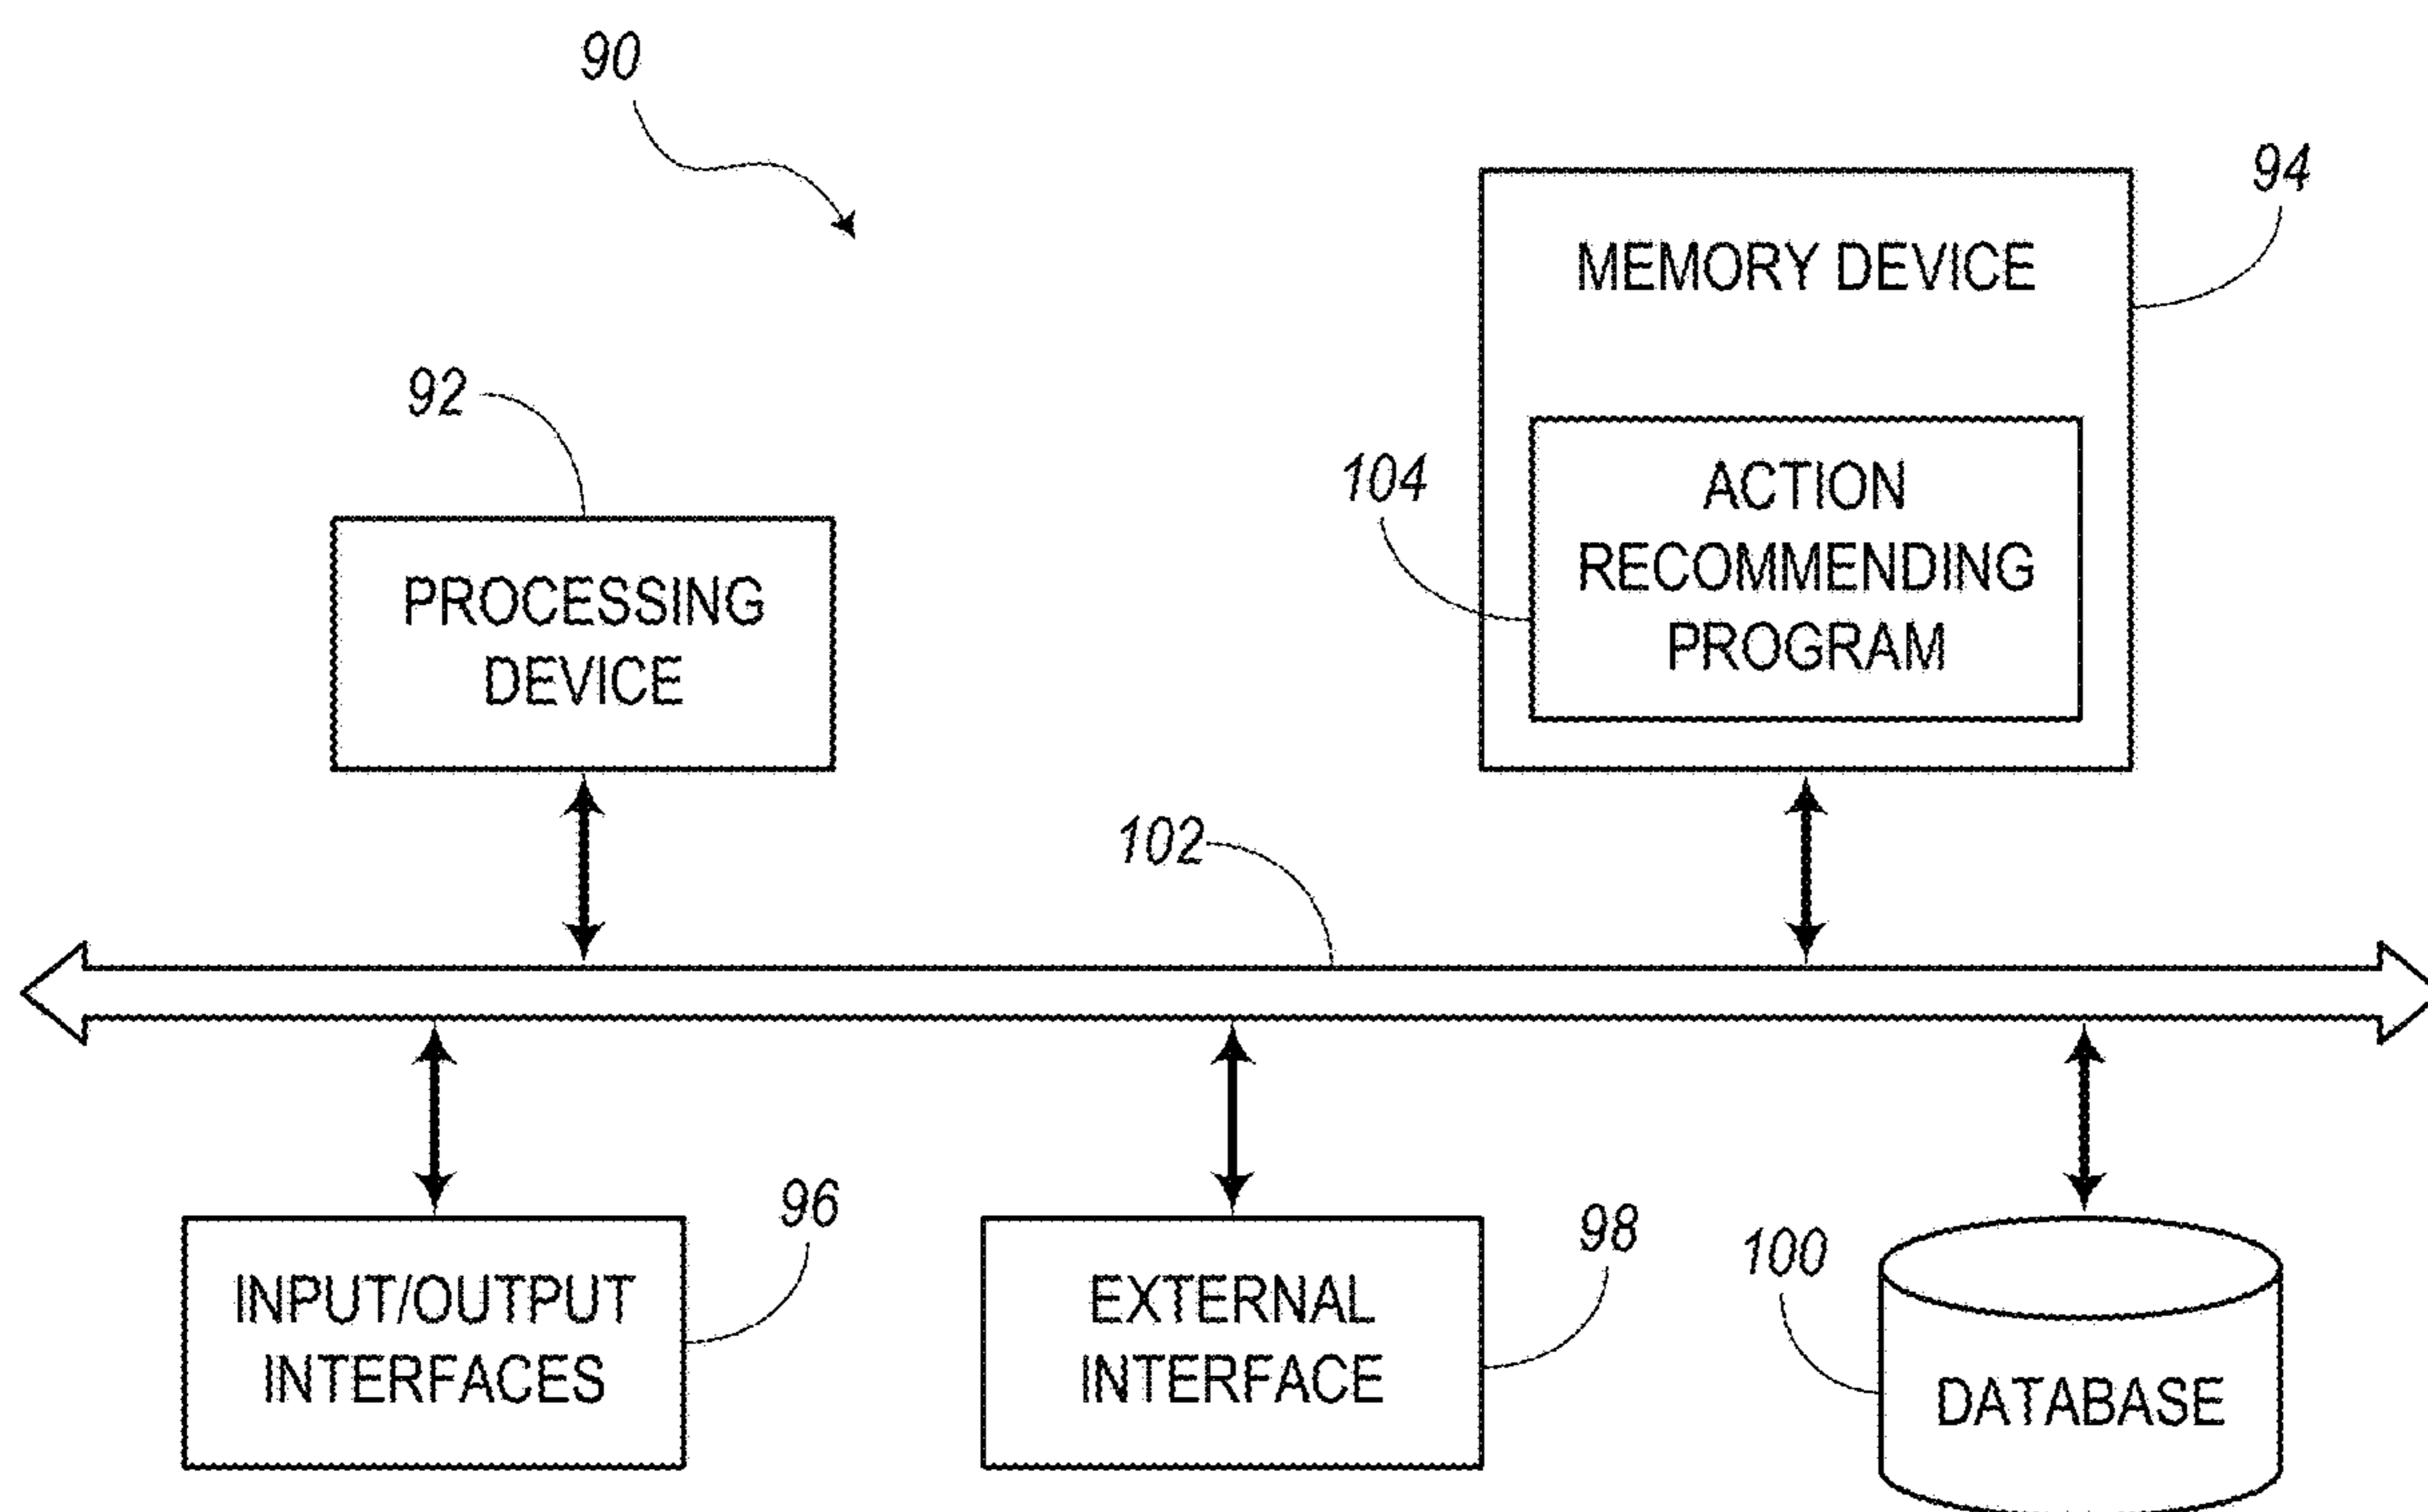 90
94
MEMORY DEVICE
92
104
ACTION
RECOMMENDING
PROGRAM
PROCESSING
DEVICE
102
96
98
100
INPUT/OUTPUT
INTERFACES
EXTERNAL
INTERFACE
DATABASE